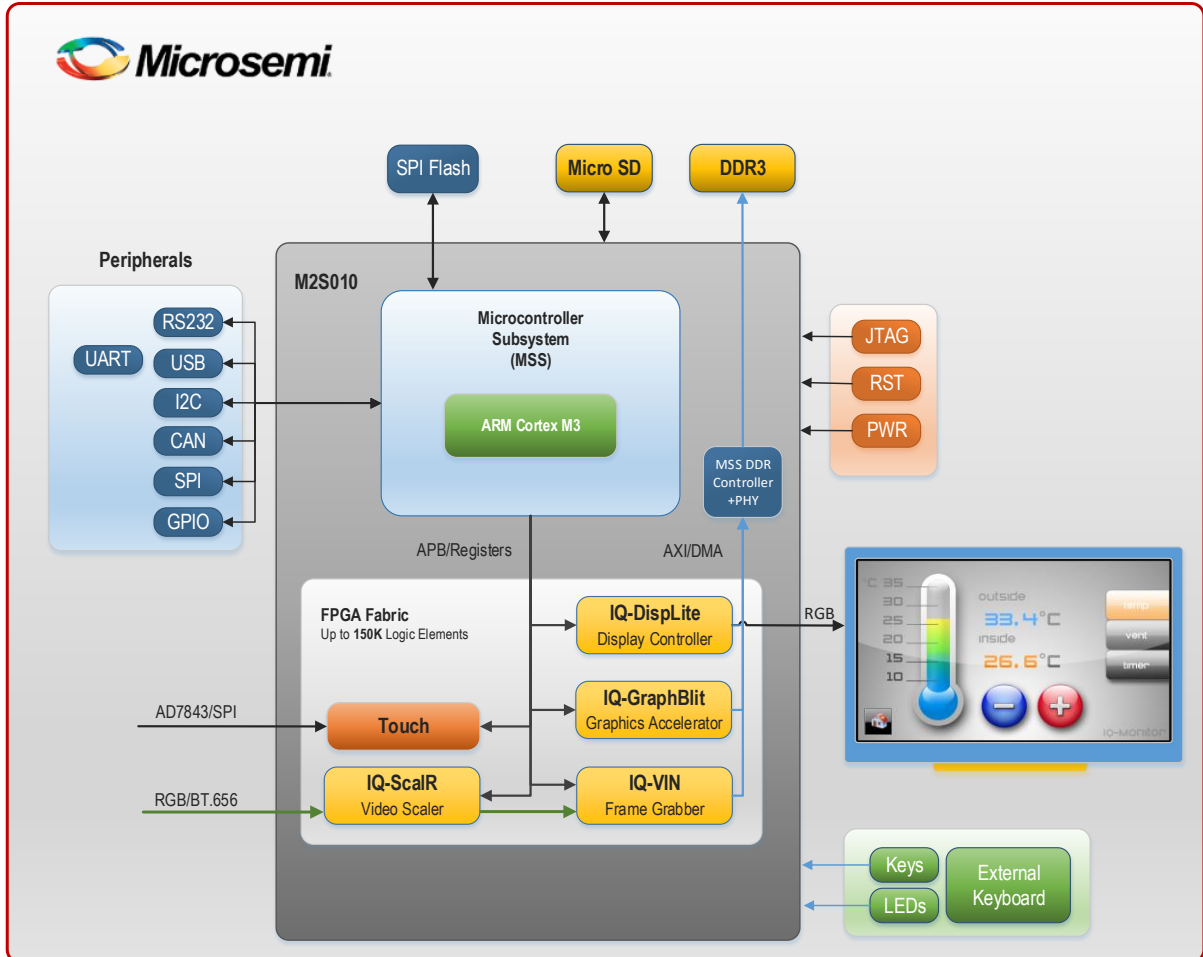 Microsemi.
SPI Flash
Micro SD
DDR3
Peripherals
RS232
UART
USB
I2C
CAN
SPI
GPIO
M2S010
Microcontroller
Subsystem
(MSS)
ARM Cortex M3
JTAG
RST
PWR
MSS DDR
Controller
+PHY
APB/Registers
AXI/DMA
FPGA Fabric
Up to 150K Logic Elements
IQ-DispLite
Display Controller
RGB
IQ-GraphBlit
Graphics Accelerator
AD7843/SPI
Touch
IQ-ScalR
Video Scaler
RGB/BT.656
IQ-VIN
Frame Grabber
°C 35
30
25
20
15
10
outside
33.4°C
inside
26.6°C
temp
vent
timer
IQ-Monitor
Keys
LEDs
External
Keyboard